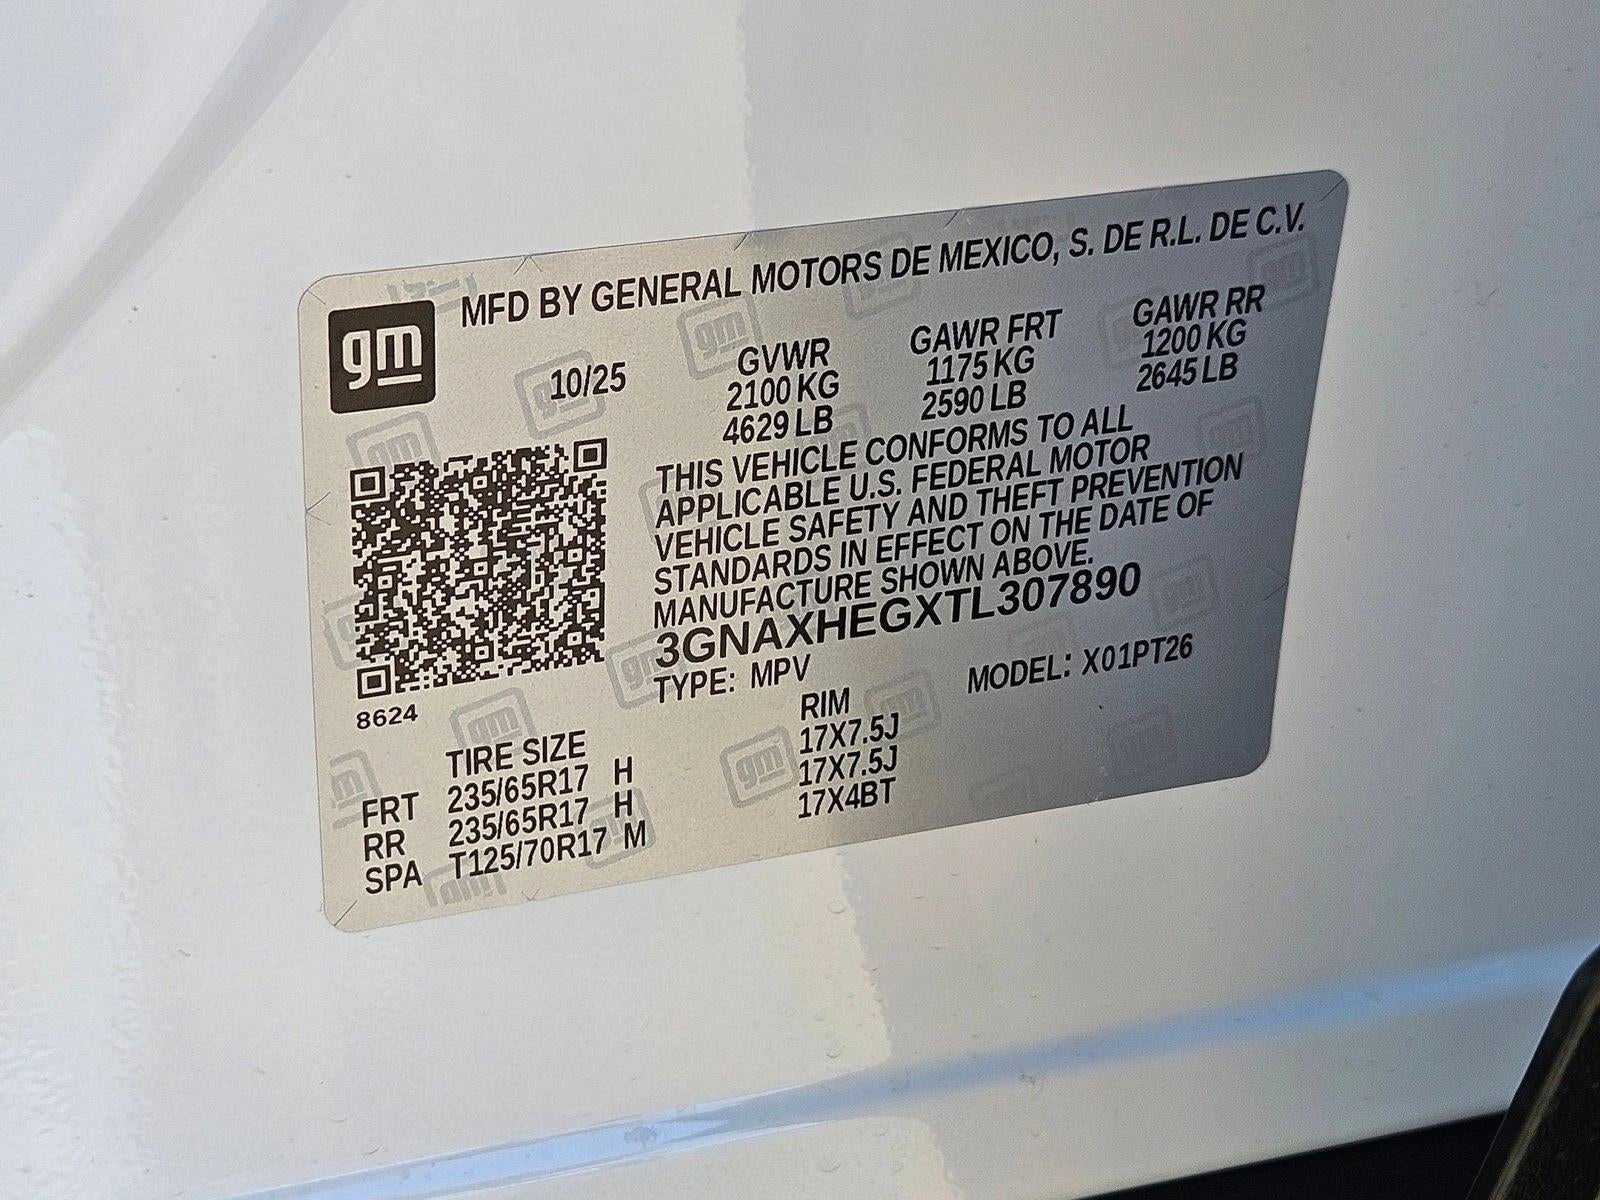 gm
MFD BY GENERAL MOTORS DE MEXICO, S. DE R.L. DE C.V.
10/25
GVWR GAWR FRT GAWR RR
2100 KG 1175 KG 1200 KG
4629 LB 2590 LB 2645 LB
THIS VEHICLE CONFORMS TO ALL
APPLICABLE U.S. FEDERAL MOTOR
VEHICLE SAFETY AND THEFT PREVENTION
STANDARDS IN EFFECT ON THE DATE OF
MANUFACTURE SHOWN ABOVE.
3GNAXHEGXTL307890
TYPE: MPV MODEL: X01PT26
8624
TIRE SIZE RIM
FRT 235/65R17 H 17X7.5J
RR 235/65R17 H 17X7.5J
SPA T125/70R17 M 17X4BT